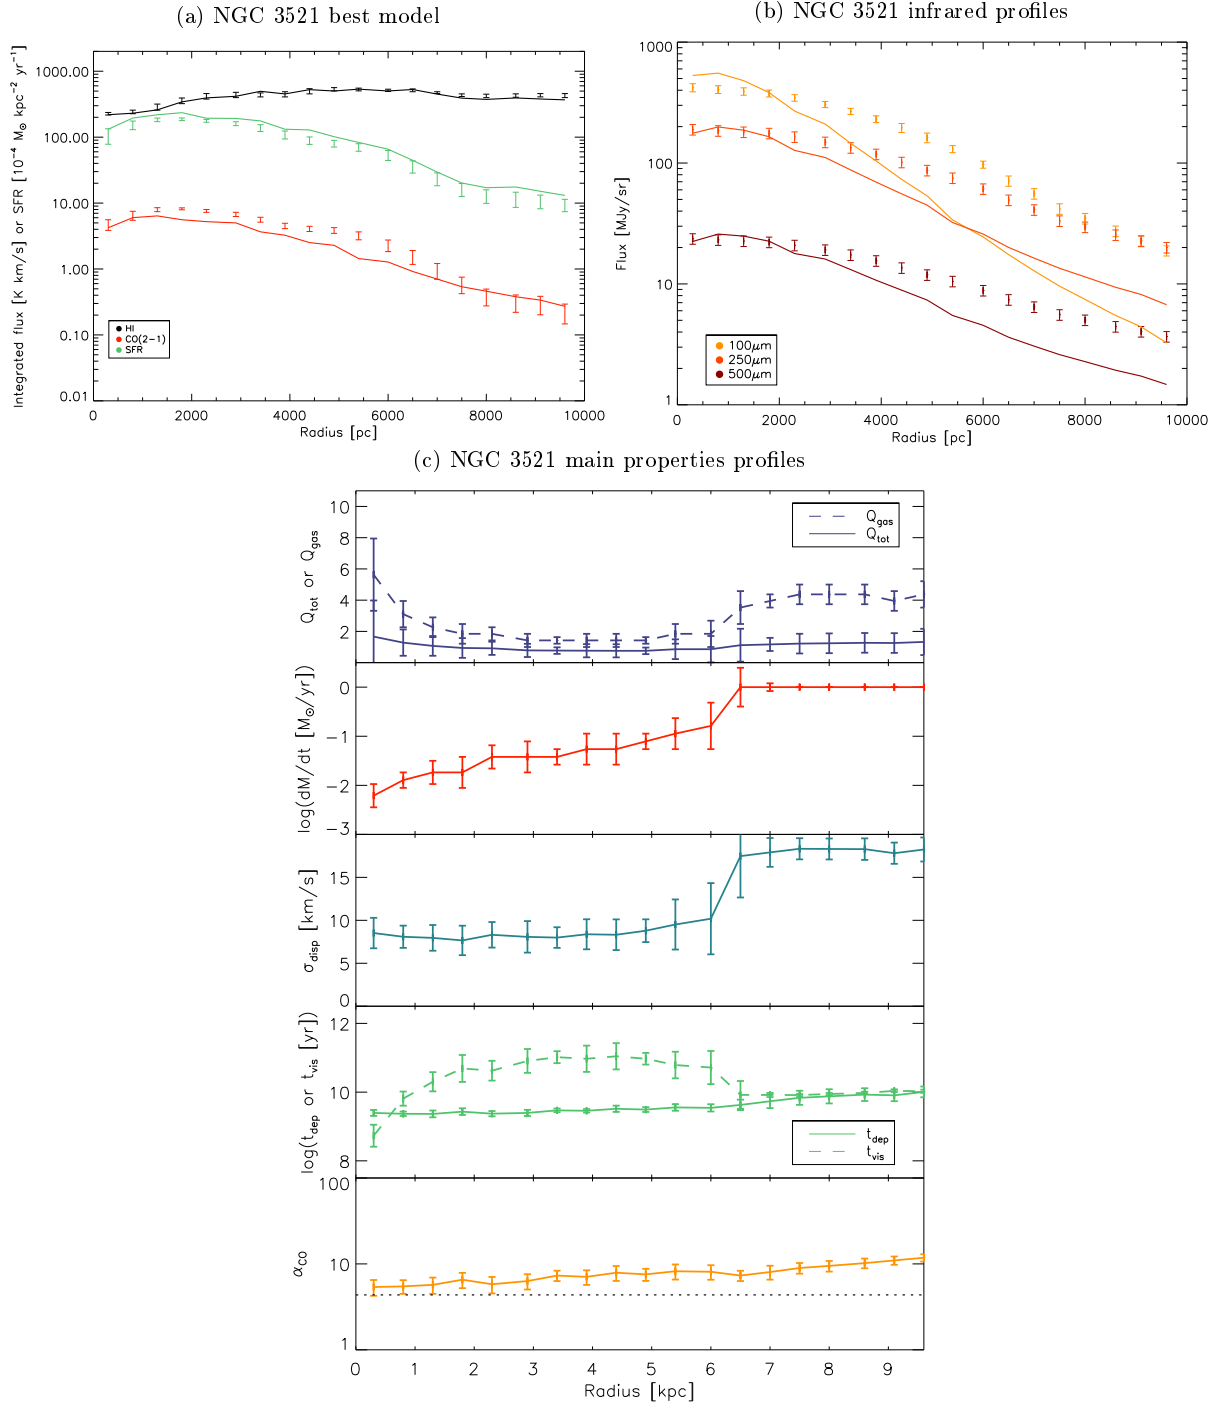 (a) NGC 3521 best model
Integrated flux [K km/s] or SFR [10⁻⁴ M⊙ kpc⁻² yr⁻¹]
1000.00
100.00
10.00
1.00
0.10
0.01
HI
CO(2-1)
SFR
0 2000 4000 6000 8000 10000
Radius [pc]
(b) NGC 3521 infrared profiles
Flux [MJy/sr]
1000
100
10
1
100μm
250μm
500μm
0 2000 4000 6000 8000 10000
Radius [pc]
(c) NGC 3521 main properties profiles
Q_tot or Q_gas
10
8
6
4
2
Q_gas
Q_tot
log(dM/dt [M⊙/yr])
0
−1
−2
−3
σ_disp [km/s]
15
10
5
0
log(t_dep or t_vis [yr])
12
10
8
t_dep
t_vis
α_CO
100
10
1
0 1 2 3 4 5 6 7 8 9
Radius [kpc]